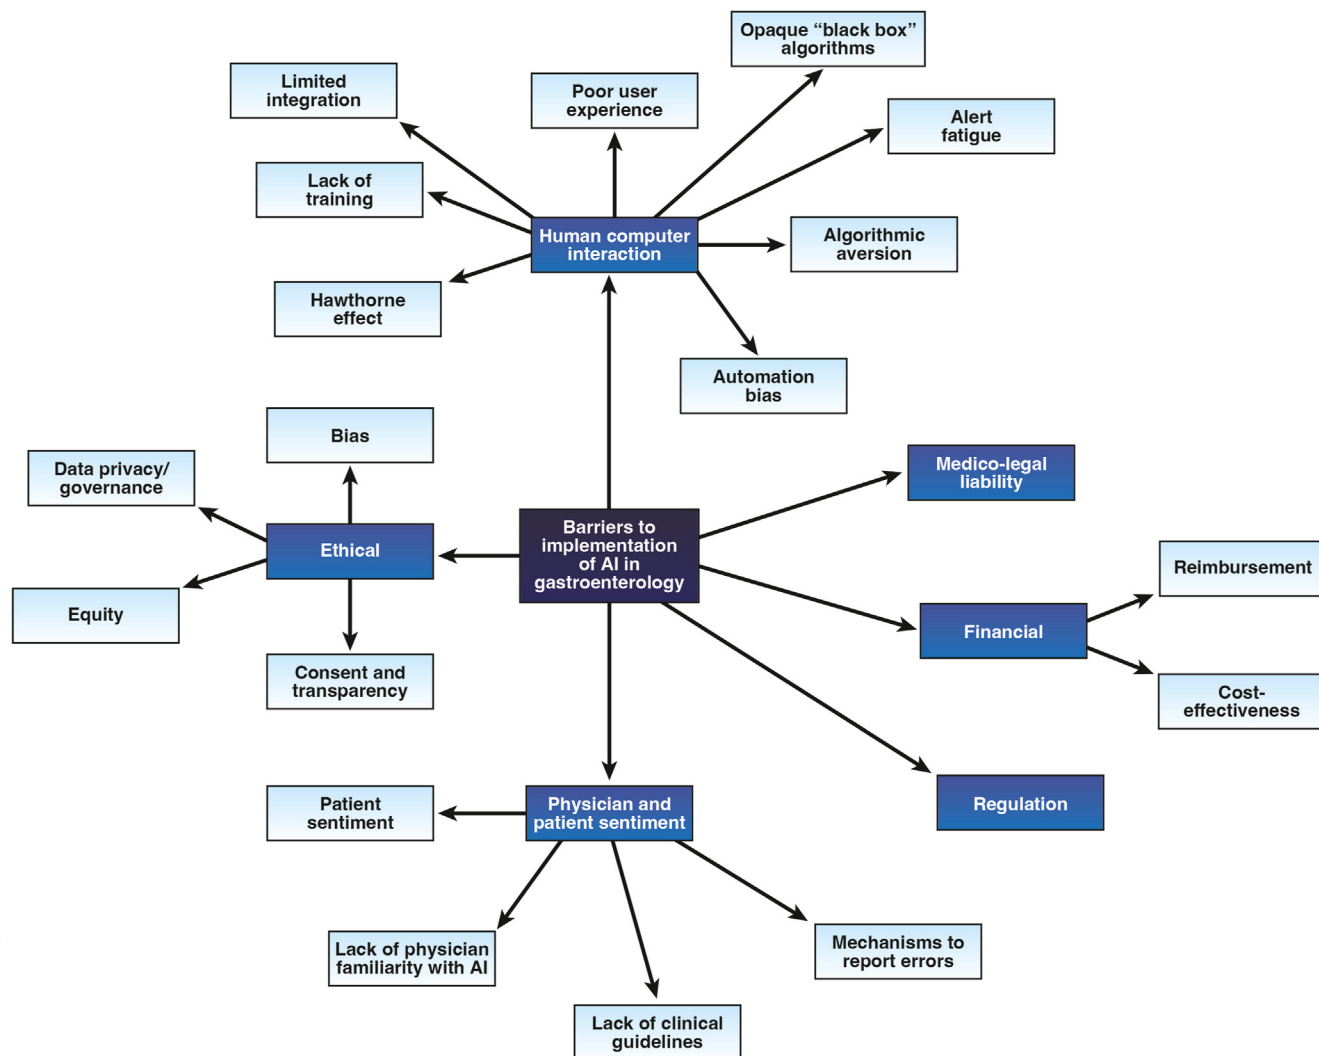 Opaque “black box”
algorithms
Limited
integration
Poor user
experience
Alert
fatigue
Lack of
training
Human computer
interaction
Algorithmic
aversion
Hawthorne
effect
Automation
bias
Bias
Data privacy/
governance
Medico-legal
liability
Ethical
Barriers to
implementation
of AI in
gastroenterology
Reimbursement
Equity
Financial
Consent and
transparency
Cost-
effectiveness
Patient
sentiment
Physician and
patient sentiment
Regulation
Lack of physician
familiarity with AI
Mechanisms to
report errors
Lack of clinical
guidelines